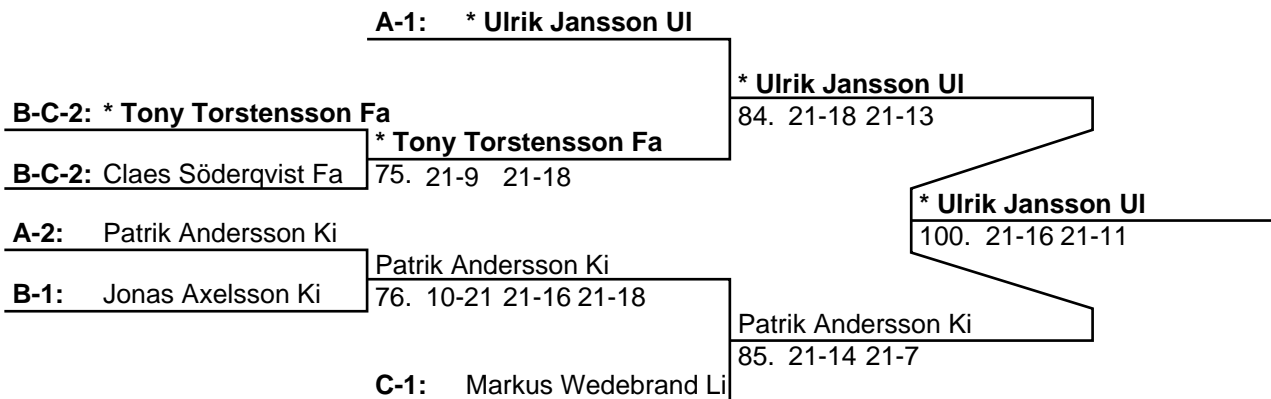 A-1: * Ulrik Jansson Ul
* Ulrik Jansson Ul
B-C-2: * Tony Torstensson Fa
84. 21-18 21-13
* Tony Torstensson Fa
B-C-2: Claes Söderqvist Fa
75. 21-9 21-18
* Ulrik Jansson Ul
A-2: Patrik Andersson Ki
100. 21-16 21-11
Patrik Andersson Ki
B-1: Jonas Axelsson Ki
76. 10-21 21-16 21-18
Patrik Andersson Ki
85. 21-14 21-7
C-1: Markus Wedebrand Li